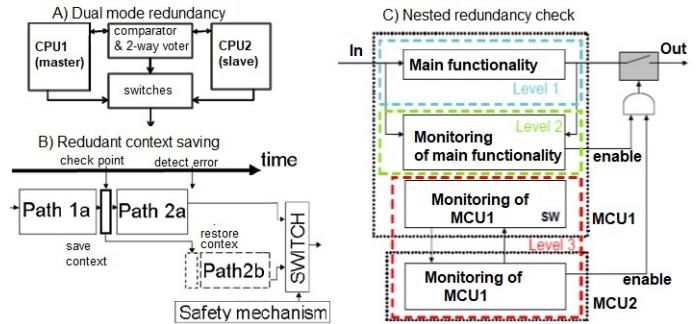 A) Dual mode redundancy
CPU1
(master)
comparator
& 2-way voter
CPU2
(slave)
switches
B) Redudant context saving
check point
detect error
time
Path 1a
Path 2a
save
context
restore
contex
Path2b
SWITCH
Safety mechanism
C) Nested redundancy check
In
Out
Main functionality
Level 1
Level 2
Monitoring
of main functionality
enable
Monitoring of
MCU1
SW
MCU1
Level 3
Monitoring of
MCU1
enable
MCU2